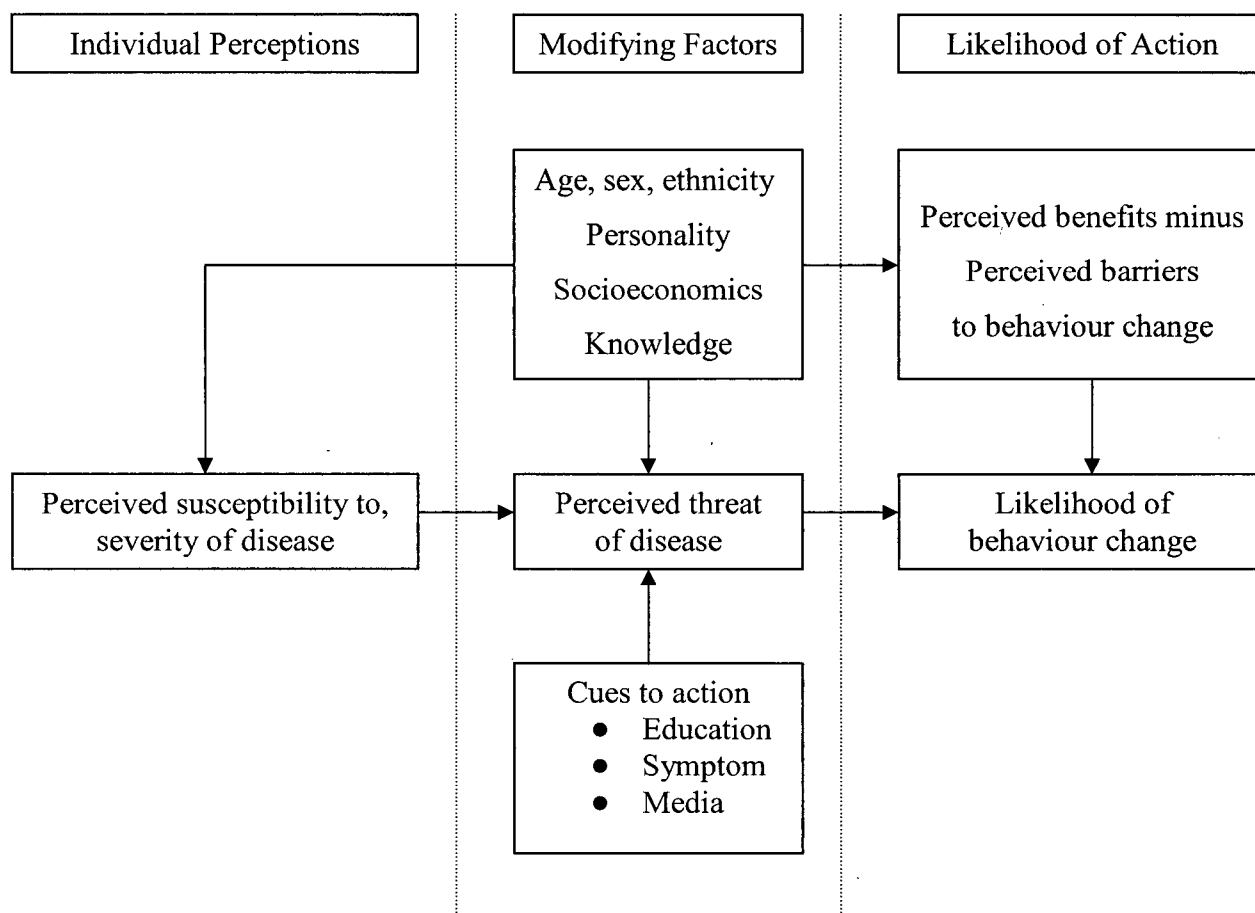 Individual Perceptions
Modifying Factors
Likelihood of Action
Age, sex, ethnicity
Personality
Socioeconomics
Knowledge
Perceived benefits minus
Perceived barriers
to behaviour change
Perceived susceptibility to,
severity of disease
Perceived threat
of disease
Likelihood of
behaviour change
Cues to action
● Education
● Symptom
● Media